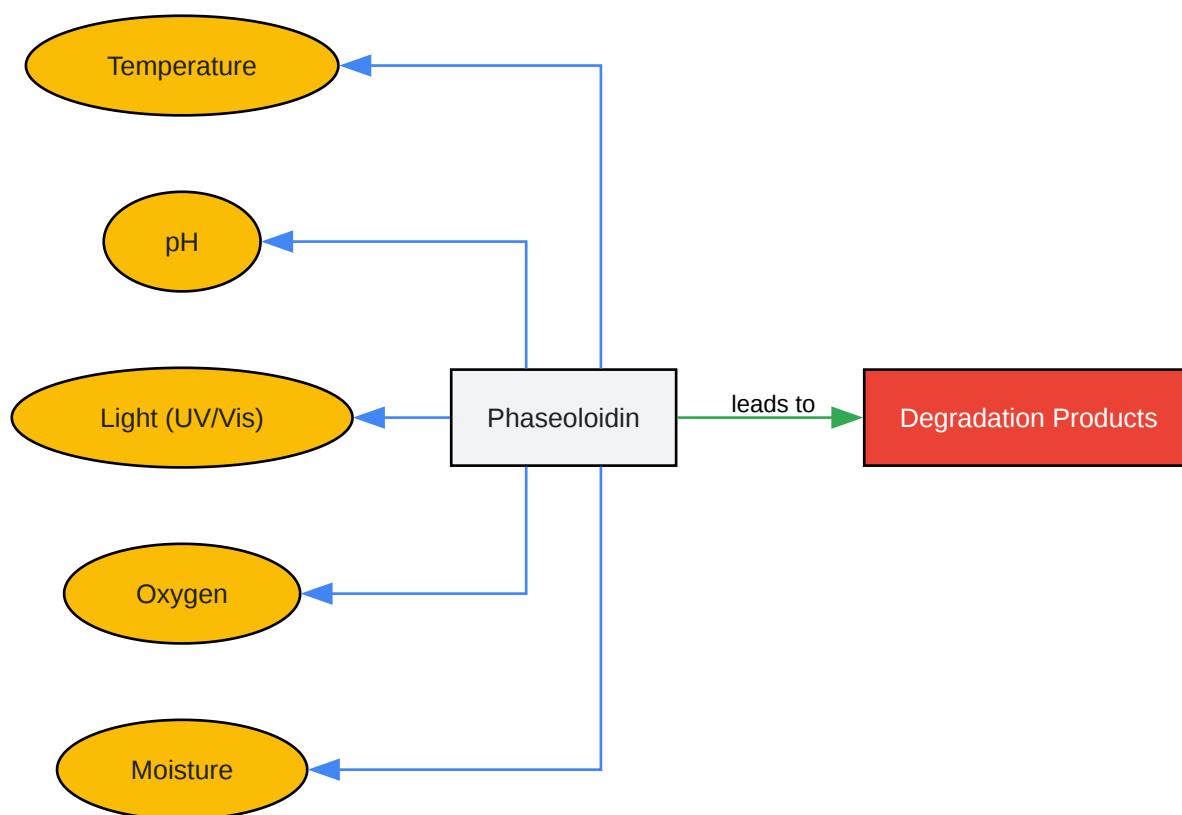 Temperature
pH
Light (UV/Vis)
Phaseoloidin
leads to
Degradation Products
Oxygen
Moisture